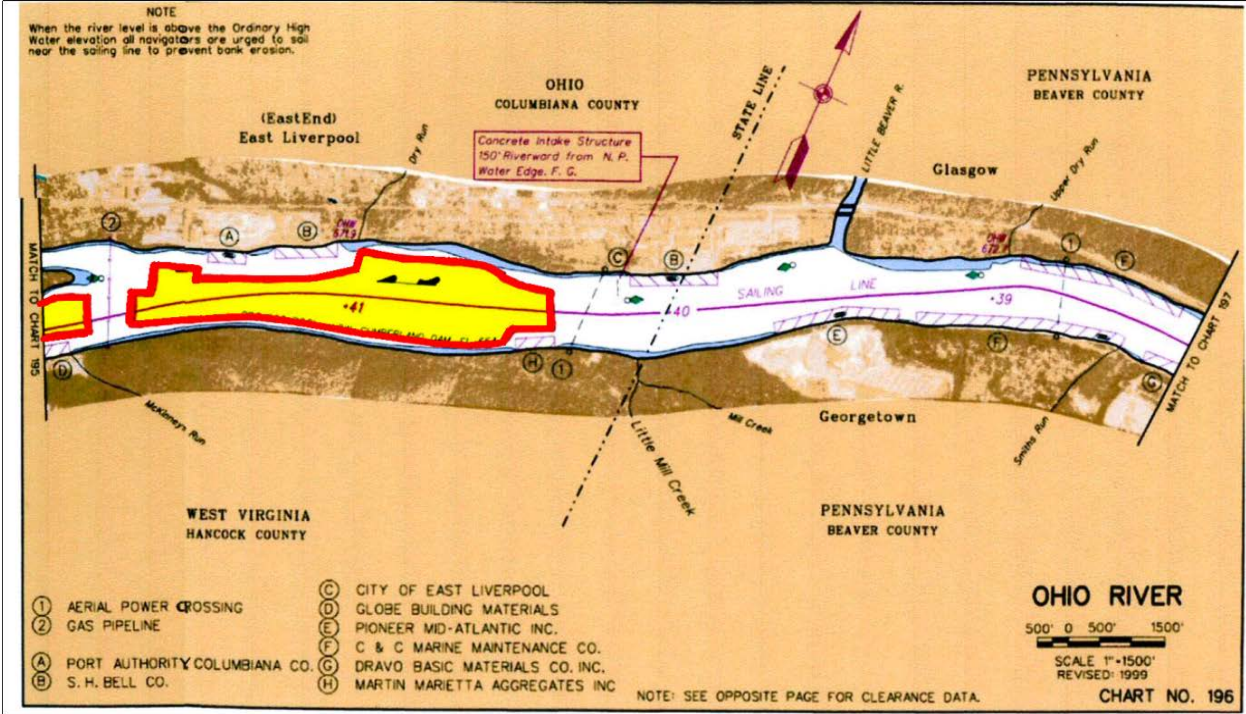 NOTE
When the river level is above the Ordinary High
Water elevation all navigators are urged to sail
near the sailing line to prevent bank erosion.
OHIO
COLUMBIANA COUNTY
PENNSYLVANIA
BEAVER COUNTY
(EastEnd)
East Liverpool
Dry Run
Concrete Intake Structure
150' Riverward from N. P.
Water Edge. F. G.
STATE LINE
LITTLE BEAVER R.
Glasgow
Upper Dry Run
MATCH TO CHART 195
2
A
B
OHW
C
B
OHW
1
F
+41
40
SAILING LINE
+39
CUMBERLAND DAM
MATCH TO CHART 197
D
McKinneys Run
H
1
E
F
G
Little Mill Creek
Mill Creek
Georgetown
Smiths Run
WEST VIRGINIA
HANCOCK COUNTY
PENNSYLVANIA
BEAVER COUNTY
1 AERIAL POWER CROSSING
2 GAS PIPELINE
A PORT AUTHORITY COLUMBIANA CO.
B S. H. BELL CO.
C CITY OF EAST LIVERPOOL
D GLOBE BUILDING MATERIALS
E PIONEER MID-ATLANTIC INC.
F C & C MARINE MAINTENANCE CO.
G DRAVO BASIC MATERIALS CO. INC.
H MARTIN MARIETTA AGGREGATES INC
OHIO RIVER
500' 0 500' 1500'
SCALE 1"=1500'
REVISED: 1999
NOTE: SEE OPPOSITE PAGE FOR CLEARANCE DATA.
CHART NO. 196